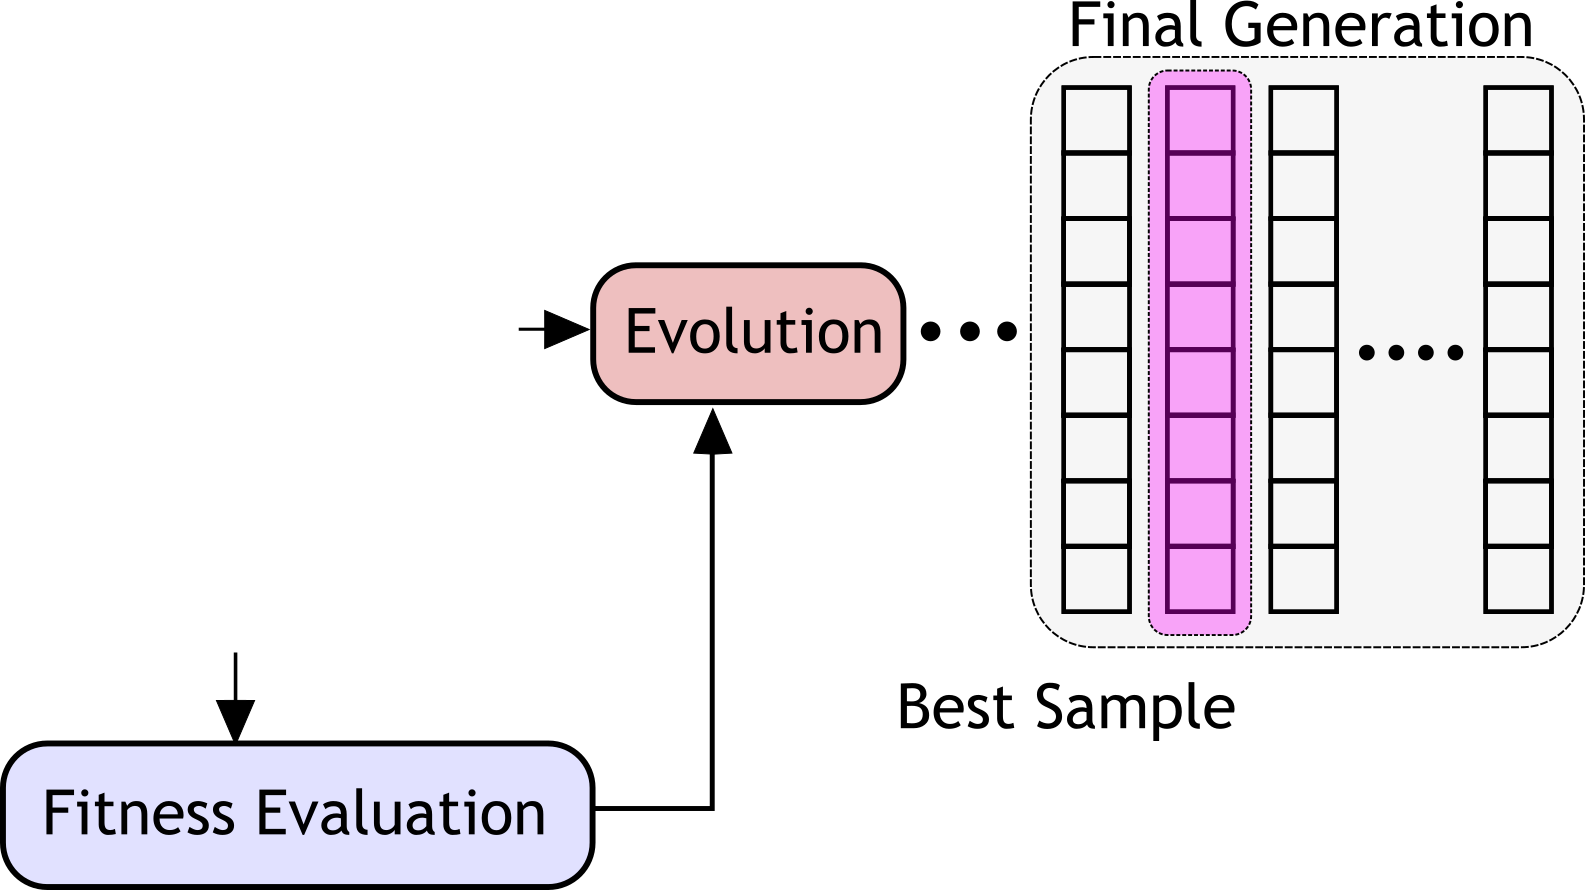 Final Generation
Evolution
Best Sample
Fitness Evaluation